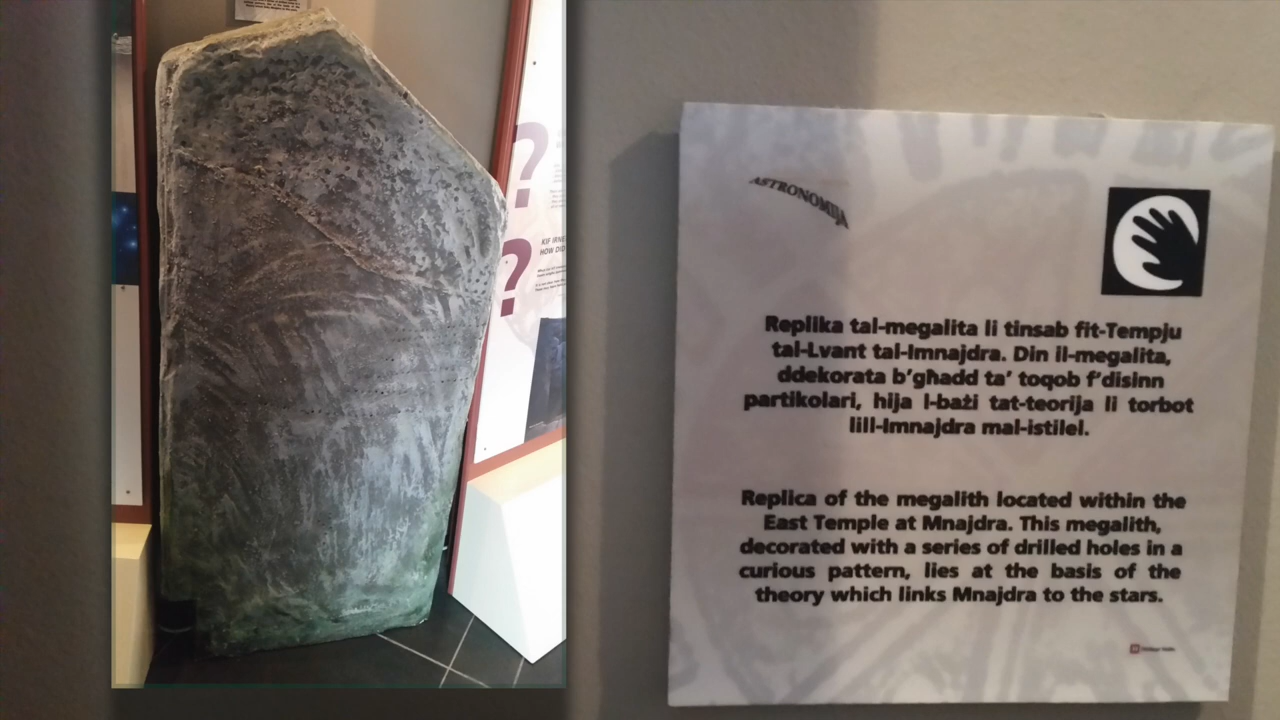 ?
?
KIF
HOW DID
ASTRONOMIJA
Replika tal-megalita li tinsab fit-Tempju
tal-Lvant tal-Imnajdra. Din il-megalita,
ddekorata b'għadd ta' toqob f'disinn
partikolari, hija l-bażi tat-teorija li torbot
lill-Imnajdra mal-istilel.
Replica of the megalith located within the
East Temple at Mnajdra. This megalith,
decorated with a series of drilled holes in a
curious pattern, lies at the basis of the
theory which links Mnajdra to the stars.